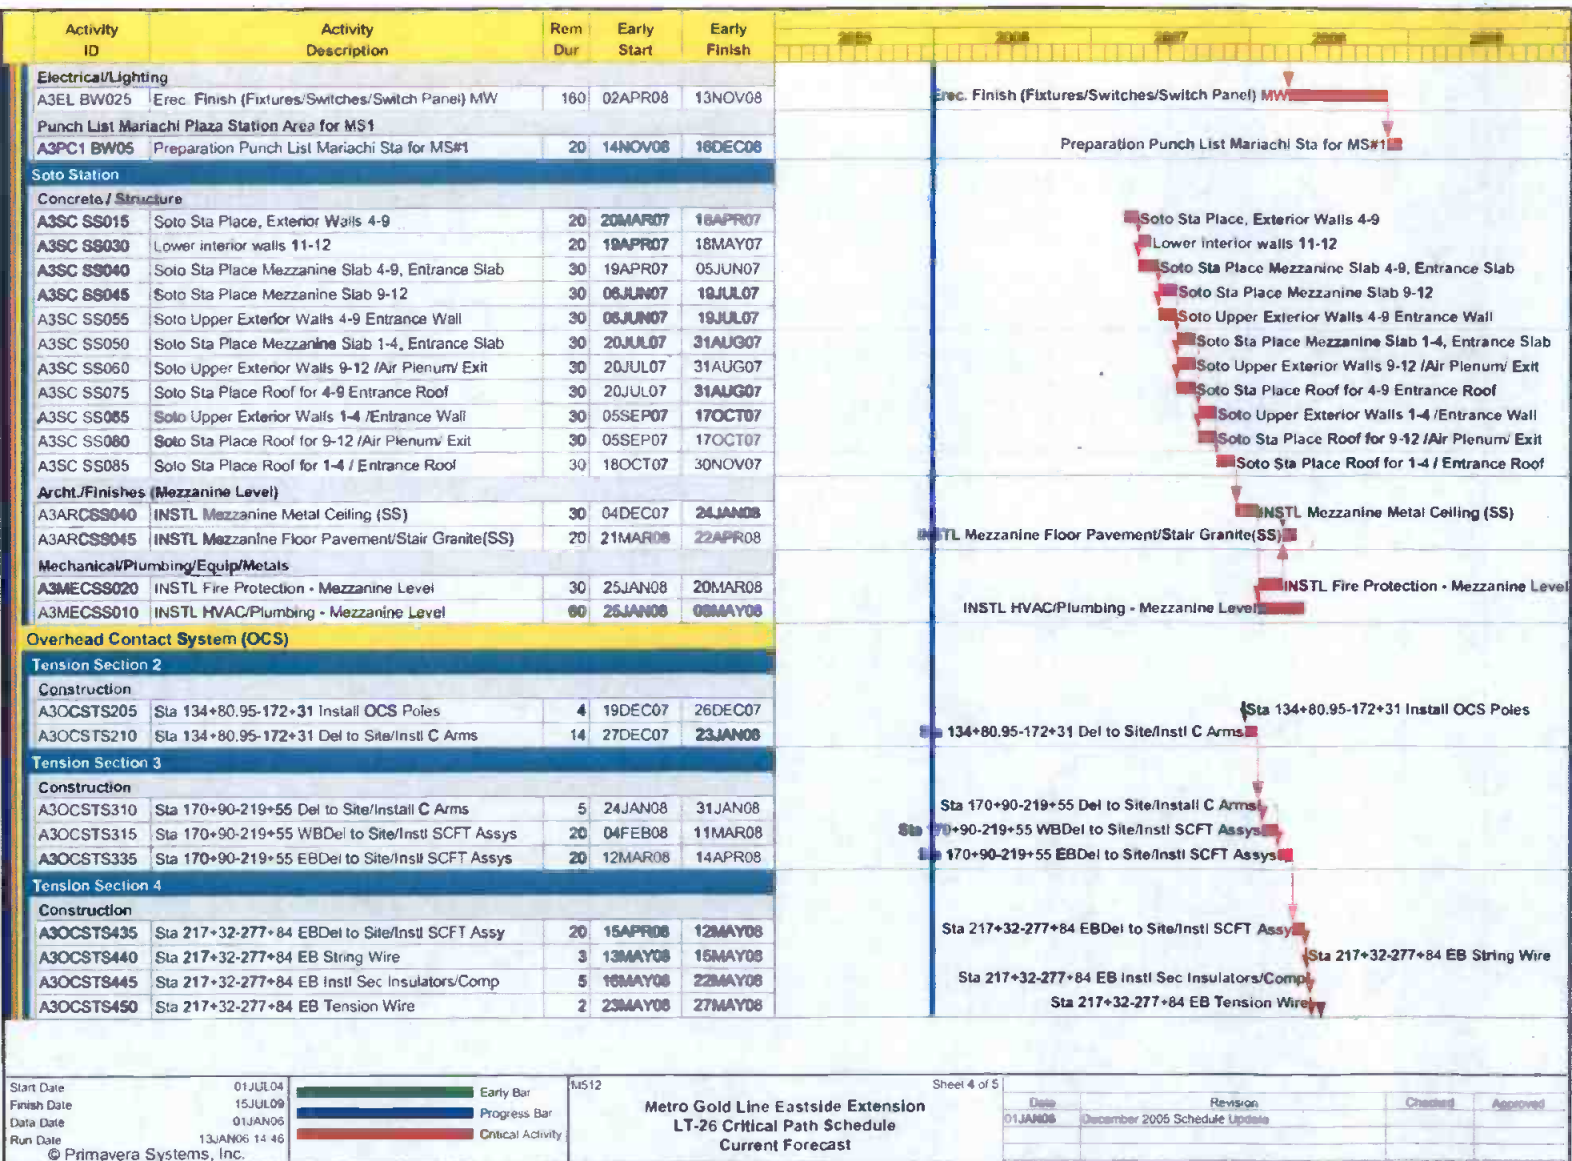 Activity ID Activity Description Rem Dur Early Start Early Finish 2005 2006 2007 2008 2009
Electrical/Lighting
A3EL BW025 Erec. Finish (Fixtures/Switches/Switch Panel) MW 160 02APR08 13NOV08 Erec. Finish (Fixtures/Switches/Switch Panel) MW
Punch List Mariachi Plaza Station Area for MS1
A3PC1 BW05 Preparation Punch List Mariachi Sta for MS#1 20 14NOV08 16DEC08 Preparation Punch List Mariachi Sta for MS#1
Soto Station
Concrete / Structure
A3SC SS015 Soto Sta Place, Exterior Walls 4-9 20 20MAR07 18APR07 Soto Sta Place, Exterior Walls 4-9
A3SC SS030 Lower interior walls 11-12 20 19APR07 18MAY07 Lower interior walls 11-12
A3SC SS040 Soto Sta Place Mezzanine Slab 4-9, Entrance Slab 30 19APR07 05JUN07 Soto Sta Place Mezzanine Slab 4-9, Entrance Slab
A3SC SS045 Soto Sta Place Mezzanine Slab 9-12 30 06JUN07 19JUL07 Soto Sta Place Mezzanine Slab 9-12
A3SC SS055 Soto Upper Exterior Walls 4-9 Entrance Wall 30 06JUN07 19JUL07 Soto Upper Exterior Walls 4-9 Entrance Wall
A3SC SS050 Soto Sta Place Mezzanine Slab 1-4, Entrance Slab 30 20JUL07 31AUG07 Soto Sta Place Mezzanine Slab 1-4, Entrance Slab
A3SC SS060 Soto Upper Exterior Walls 9-12 /Air Plenum/ Exit 30 20JUL07 31AUG07 Soto Upper Exterior Walls 9-12 /Air Plenum/ Exit
A3SC SS075 Soto Sta Place Roof for 4-9 Entrance Roof 30 20JUL07 31AUG07 Soto Sta Place Roof for 4-9 Entrance Roof
A3SC SS065 Soto Upper Exterior Walls 1-4 /Entrance Wall 30 05SEP07 17OCT07 Soto Upper Exterior Walls 1-4 /Entrance Wall
A3SC SS080 Soto Sta Place Roof for 9-12 /Air Plenum/ Exit 30 05SEP07 17OCT07 Soto Sta Place Roof for 9-12 /Air Plenum/ Exit
A3SC SS085 Soto Sta Place Roof for 1-4 / Entrance Roof 30 18OCT07 30NOV07 Soto Sta Place Roof for 1-4 / Entrance Roof
Archt./Finishes (Mezzanine Level)
A3ARCSS040 INSTL Mezzanine Metal Ceiling (SS) 30 04DEC07 24JAN08 INSTL Mezzanine Metal Ceiling (SS)
A3ARCSS045 INSTL Mezzanine Floor Pavement/Stair Granite(SS) 20 21MAR08 22APR08 INSTL Mezzanine Floor Pavement/Stair Granite(SS)
Mechanical/Plumbing/Equip/Metals
A3MECSS020 INSTL Fire Protection - Mezzanine Level 30 25JAN08 20MAR08 INSTL Fire Protection - Mezzanine Level
A3MECSS010 INSTL HVAC/Plumbing - Mezzanine Level 60 25JAN08 08MAY08 INSTL HVAC/Plumbing - Mezzanine Level
Overhead Contact System (OCS)
Tension Section 2
Construction
A3OCSTS205 Sta 134+80.95-172+31 Install OCS Poles 4 19DEC07 26DEC07 Sta 134+80.95-172+31 Install OCS Poles
A3OCSTS210 Sta 134+80.95-172+31 Del to Site/Instl C Arms 14 27DEC07 23JAN08 134+80.95-172+31 Del to Site/Instl C Arms
Tension Section 3
Construction
A3OCSTS310 Sta 170+90-219+55 Del to Site/Install C Arms 5 24JAN08 31JAN08 Sta 170+90-219+55 Del to Site/Install C Arms
A3OCSTS315 Sta 170+90-219+55 WBDel to Site/Instl SCFT Assys 20 04FEB08 11MAR08 Sta 170+90-219+55 WBDel to Site/Instl SCFT Assys
A3OCSTS335 Sta 170+90-219+55 EBDel to Site/Instl SCFT Assys 20 12MAR08 14APR08 170+90-219+55 EBDel to Site/Instl SCFT Assys
Tension Section 4
Construction
A3OCSTS435 Sta 217+32-277+84 EBDel to Site/Instl SCFT Assy 20 15APR08 12MAY08 Sta 217+32-277+84 EBDel to Site/Instl SCFT Assy
A3OCSTS440 Sta 217+32-277+84 EB String Wire 3 13MAY08 15MAY08 Sta 217+32-277+84 EB String Wire
A3OCSTS445 Sta 217+32-277+84 EB Instl Sec Insulators/Comp 5 16MAY08 22MAY08 Sta 217+32-277+84 EB Instl Sec Insulators/Comp
A3OCSTS450 Sta 217+32-277+84 EB Tension Wire 2 23MAY08 27MAY08 Sta 217+32-277+84 EB Tension Wire
Start Date 01JUL04
Finish Date 15JUL09
Data Date 01JAN06
Run Date 13JAN06 14 46
© Primavera Systems, Inc.
Early Bar
Progress Bar
Critical Activity
M512
Sheet 4 of 5
Metro Gold Line Eastside Extension
LT-26 Critical Path Schedule
Current Forecast
Date Revision Checked Approved
01JAN06 December 2005 Schedule Update